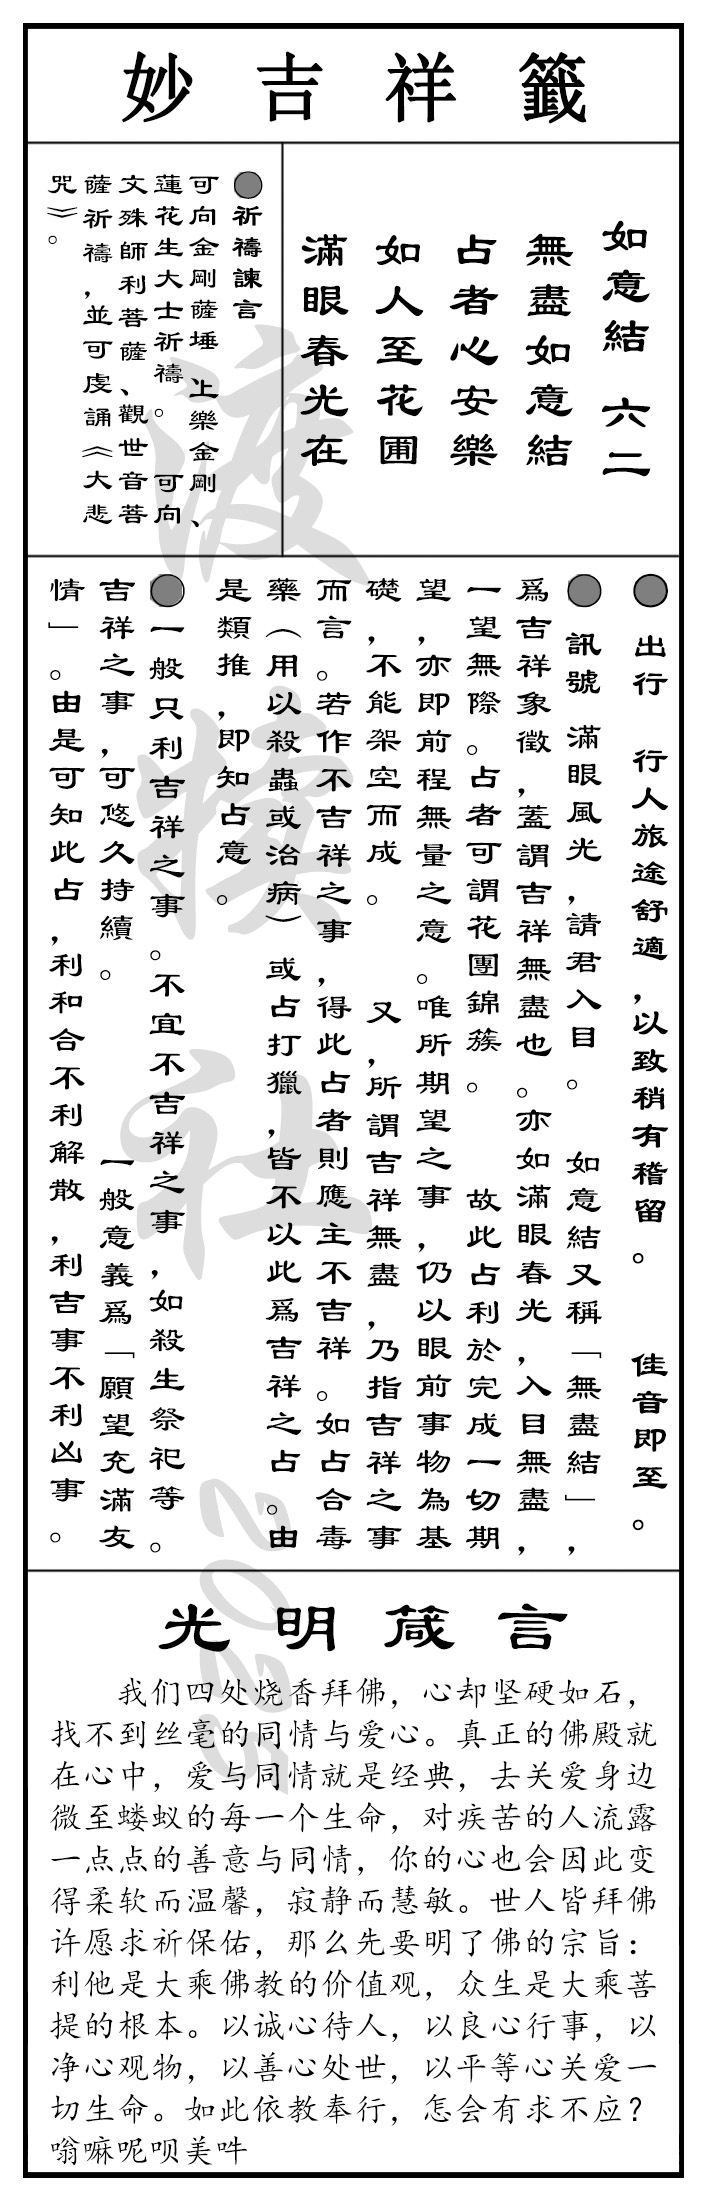 妙吉祥籤
如意結 六二
無盡如意結
占者心安樂
如人至花圃
滿眼春光在
●祈禱諫言
可向金剛薩埵、上樂金剛、
蓮花生大士祈禱。 可向
文殊師利菩薩、觀世音菩
薩祈禱，並可虔誦《大悲
咒》。
● 出行 行人旅途舒適，以致稍有稽留。 佳音即至。
● 訊號 滿眼風光，請君入目。 如意結又稱「無盡結」，
爲吉祥象徵，蓋謂吉祥無盡也。亦如滿眼春光，入目無盡，
一望無際。占者可謂花團錦簇。 故此占利於完成一切期
望，亦即前程無量之意。唯所期望之事，仍以眼前事物為基
礎，不能架空而成。 又，所謂吉祥無盡，乃指吉祥之事
而言。若作不吉祥之事，得此占者則應主不吉祥。如占合毒
藥（用以殺蟲或治病）或占打獵，皆不以此爲吉祥之占。由
是類推，即知占意。
●一般只利吉祥之事。不宜不吉祥之事，如殺生祭祀等。
吉祥之事，可悠久持續。 一般意義爲「願望充滿友
情」。由是可知此占，利和合不利解散，利吉事不利凶事。
渡犊社 2025
光明箴言
我们四处烧香拜佛，心却坚硬如石，
找不到丝毫的同情与爱心。真正的佛殿就
在心中，爱与同情就是经典，去关爱身边
微至蝼蚁的每一个生命，对疾苦的人流露
一点点的善意与同情，你的心也会因此变
得柔软而温馨，寂静而慧敏。世人皆拜佛
许愿求祈保佑，那么先要明了佛的宗旨：
利他是大乘佛教的价值观，众生是大乘菩
提的根本。以诚心待人，以良心行事，以
净心观物，以善心处世，以平等心关爱一
切生命。如此依教奉行，怎会有求不应？
嗡嘛呢呗美吽